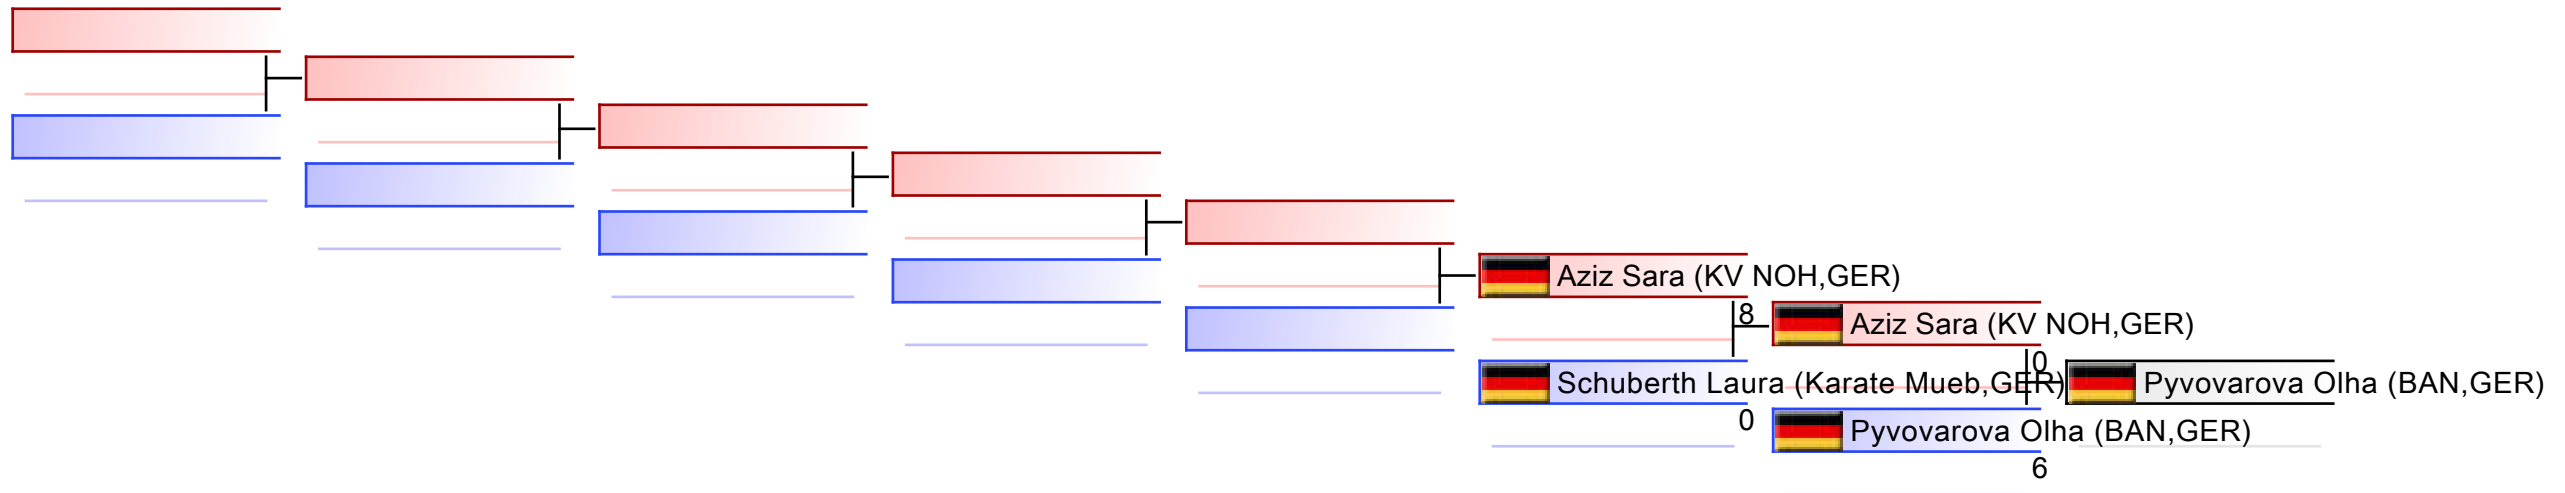 Aziz Sara (KV NOH,GER)
8
Aziz Sara (KV NOH,GER)
0
Schuberth Laura (Karate Mueb,GER)
Pyvovarova Olha (BAN,GER)
0
Pyvovarova Olha (BAN,GER)
6